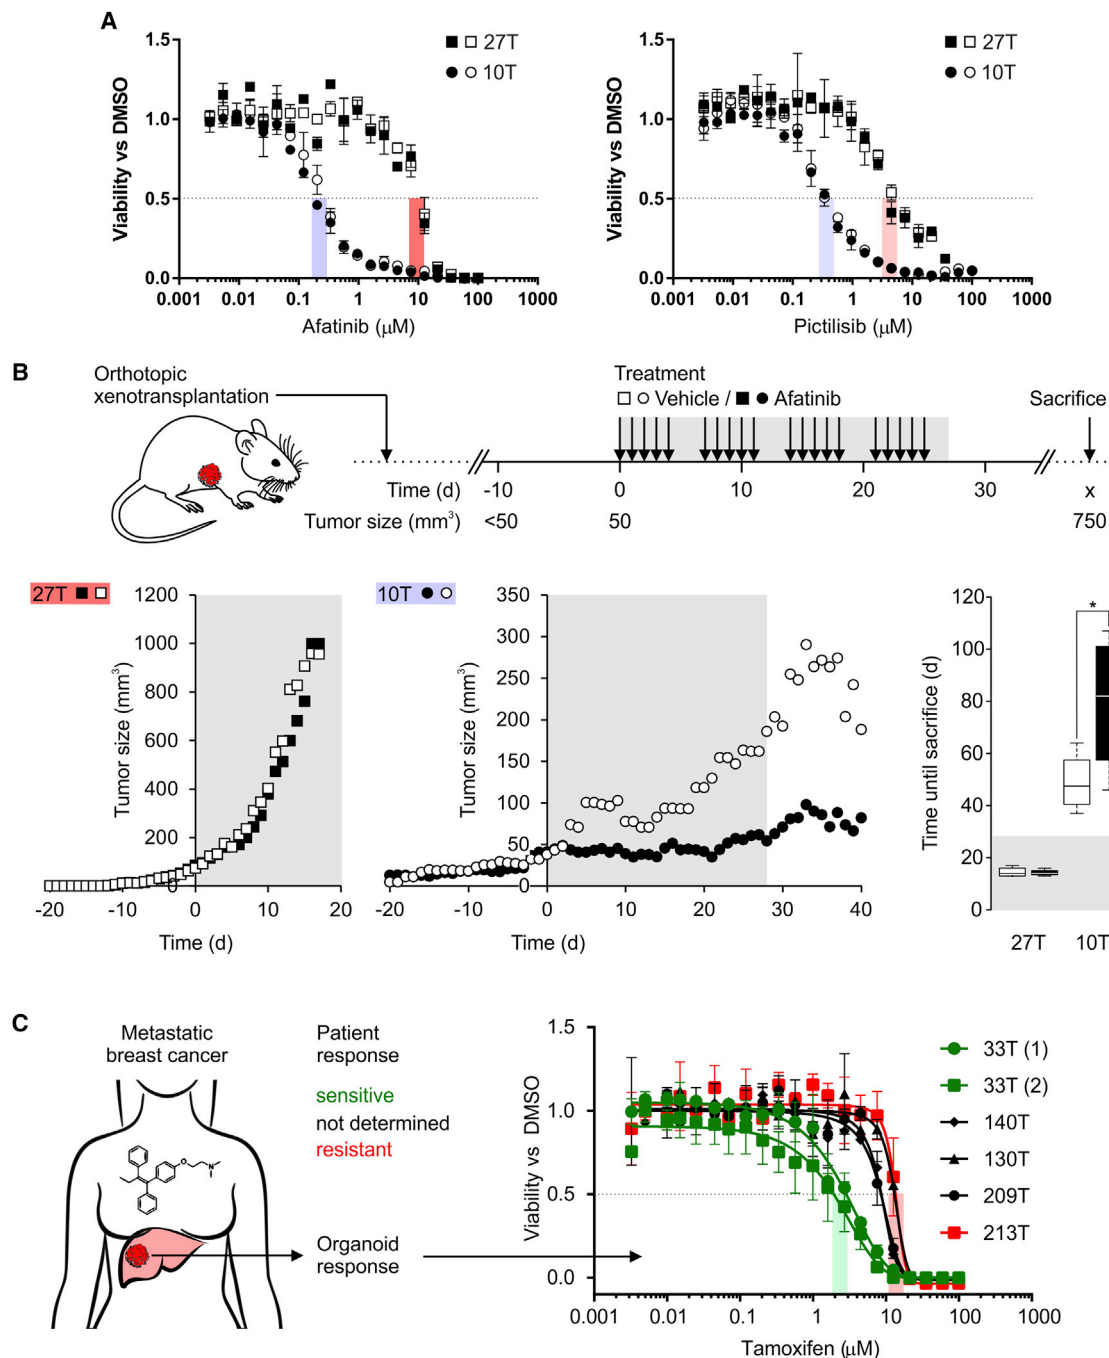 A
1.5
1.0
0.5
0.0
Viability vs DMSO
27T
10T
0.001 0.01 0.1 1 10 100 1000
Afatinib (μM)
1.5
1.0
0.5
0.0
Viability vs DMSO
27T
10T
0.001 0.01 0.1 1 10 100 1000
Pictilisib (μM)
B
Orthotopic
xenotransplantation
Treatment
Vehicle / Afatinib
Sacrifice
Time (d) -10 0 10 20 30 x
Tumor size (mm³) <50 50 750
27T
1200
1000
800
600
400
200
0
Tumor size (mm³)
-20 -10 0 10 20
Time (d)
10T
350
300
250
200
150
100
50
0
Tumor size (mm³)
-20 -10 0 10 20 30 40
Time (d)
120
100
80
60
40
20
0
Time until sacrifice (d)
*
27T 10T
C
Metastatic
breast cancer
Patient
response
sensitive
not determined
resistant
Organoid
response
O
N
1.5
1.0
0.5
0.0
Viability vs DMSO
33T (1)
33T (2)
140T
130T
209T
213T
0.001 0.01 0.1 1 10 100 1000
Tamoxifen (μM)